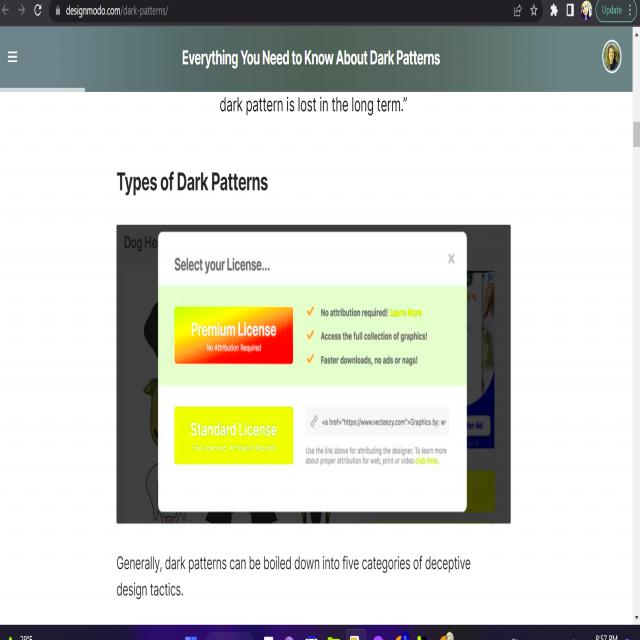 designmodo.com/dark-patterns/
Update
Everything You Need to Know About Dark Patterns
dark pattern is lost in the long term."
Types of Dark Patterns
Dog He
Select your License...
X
Premium License
No Attribution Required
No attribution required! Learn More
Access the full collection of graphics!
Faster downloads, no ads or nags!
Standard License
<a href="https://www.vecteezy.com">Graphics by: w
Use the link above for attributing the designer. To learn more
about proper attribution for web, print or video click here.
or Ad
Generally, dark patterns can be boiled down into five categories of deceptive
design tactics.
8:57 PM